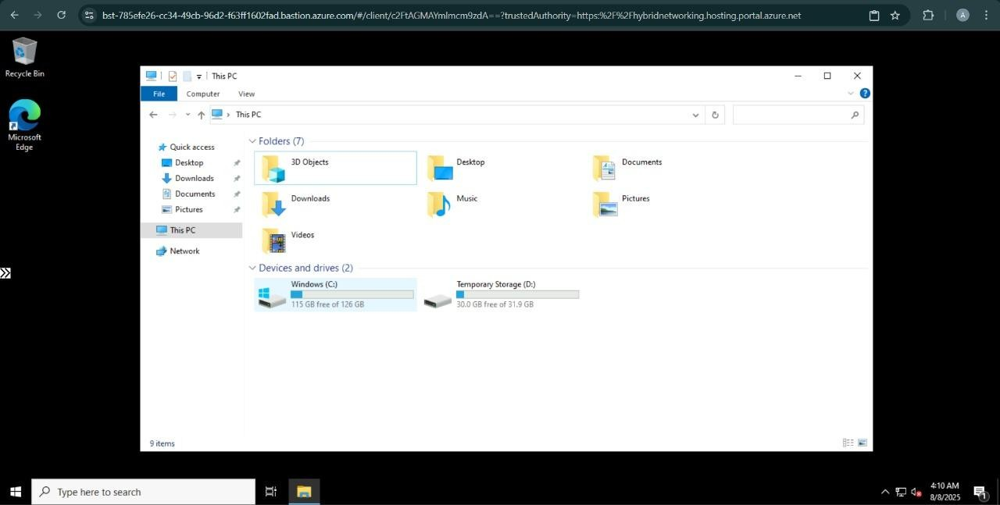 bst-785efe26-cc34-49cb-96d2-f63ff1602fad.bastion.azure.com/#/client/c2FtAGMAYmlmcm9zdA==?trustedAuthority=https:%2F%2Fhybridnetworking.hosting.portal.azure.net
A
Recycle Bin
Microsoft
Edge
This PC
File Computer View
?
This PC
Quick access
Desktop
Downloads
Documents
Pictures
This PC
Network
Folders (7)
3D Objects
Desktop
Documents
Downloads
Music
Pictures
Videos
Devices and drives (2)
Windows (C:)
115 GB free of 126 GB
Temporary Storage (D:)
30.0 GB free of 31.9 GB
9 items
Type here to search
4:10 AM
8/8/2025
1